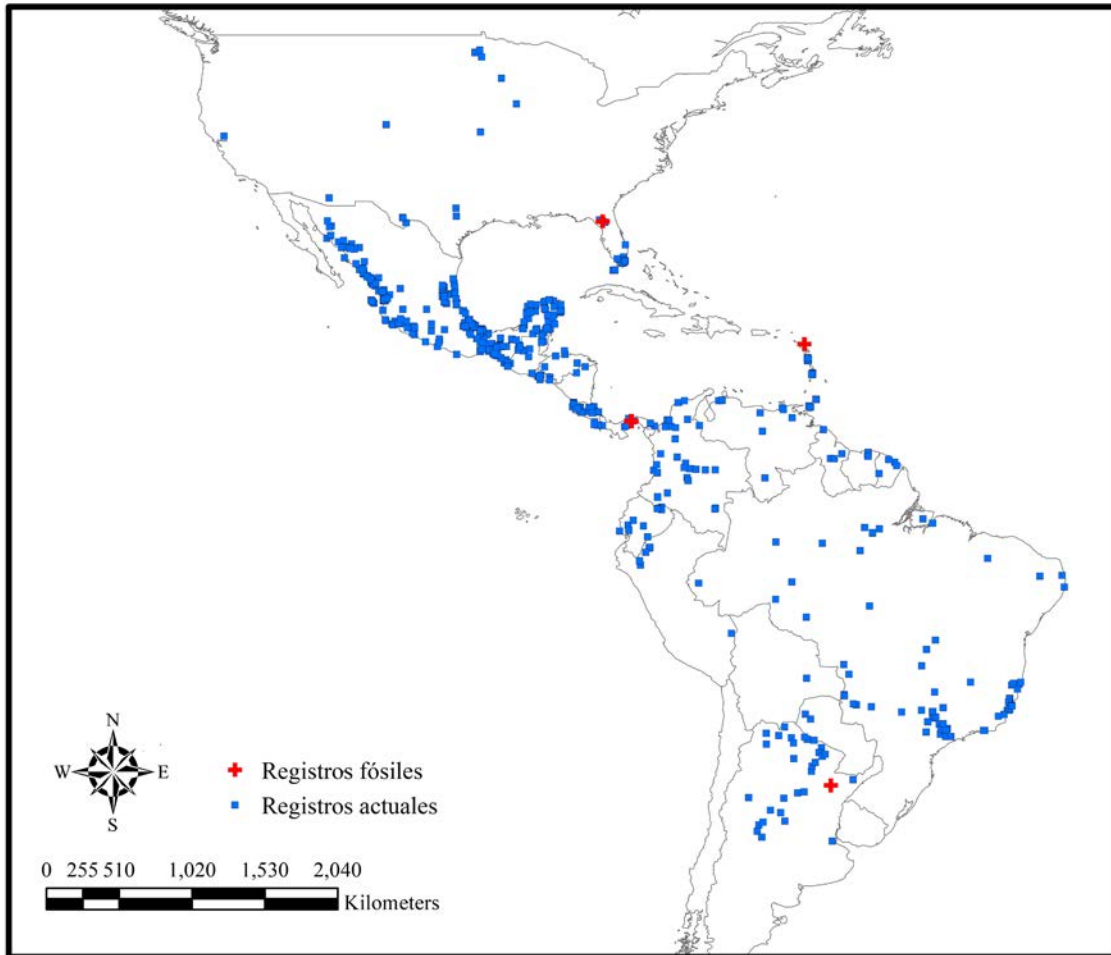 N
W E
S
Registros fósiles
Registros actuales
0 255 510 1,020 1,530 2,040
Kilometers